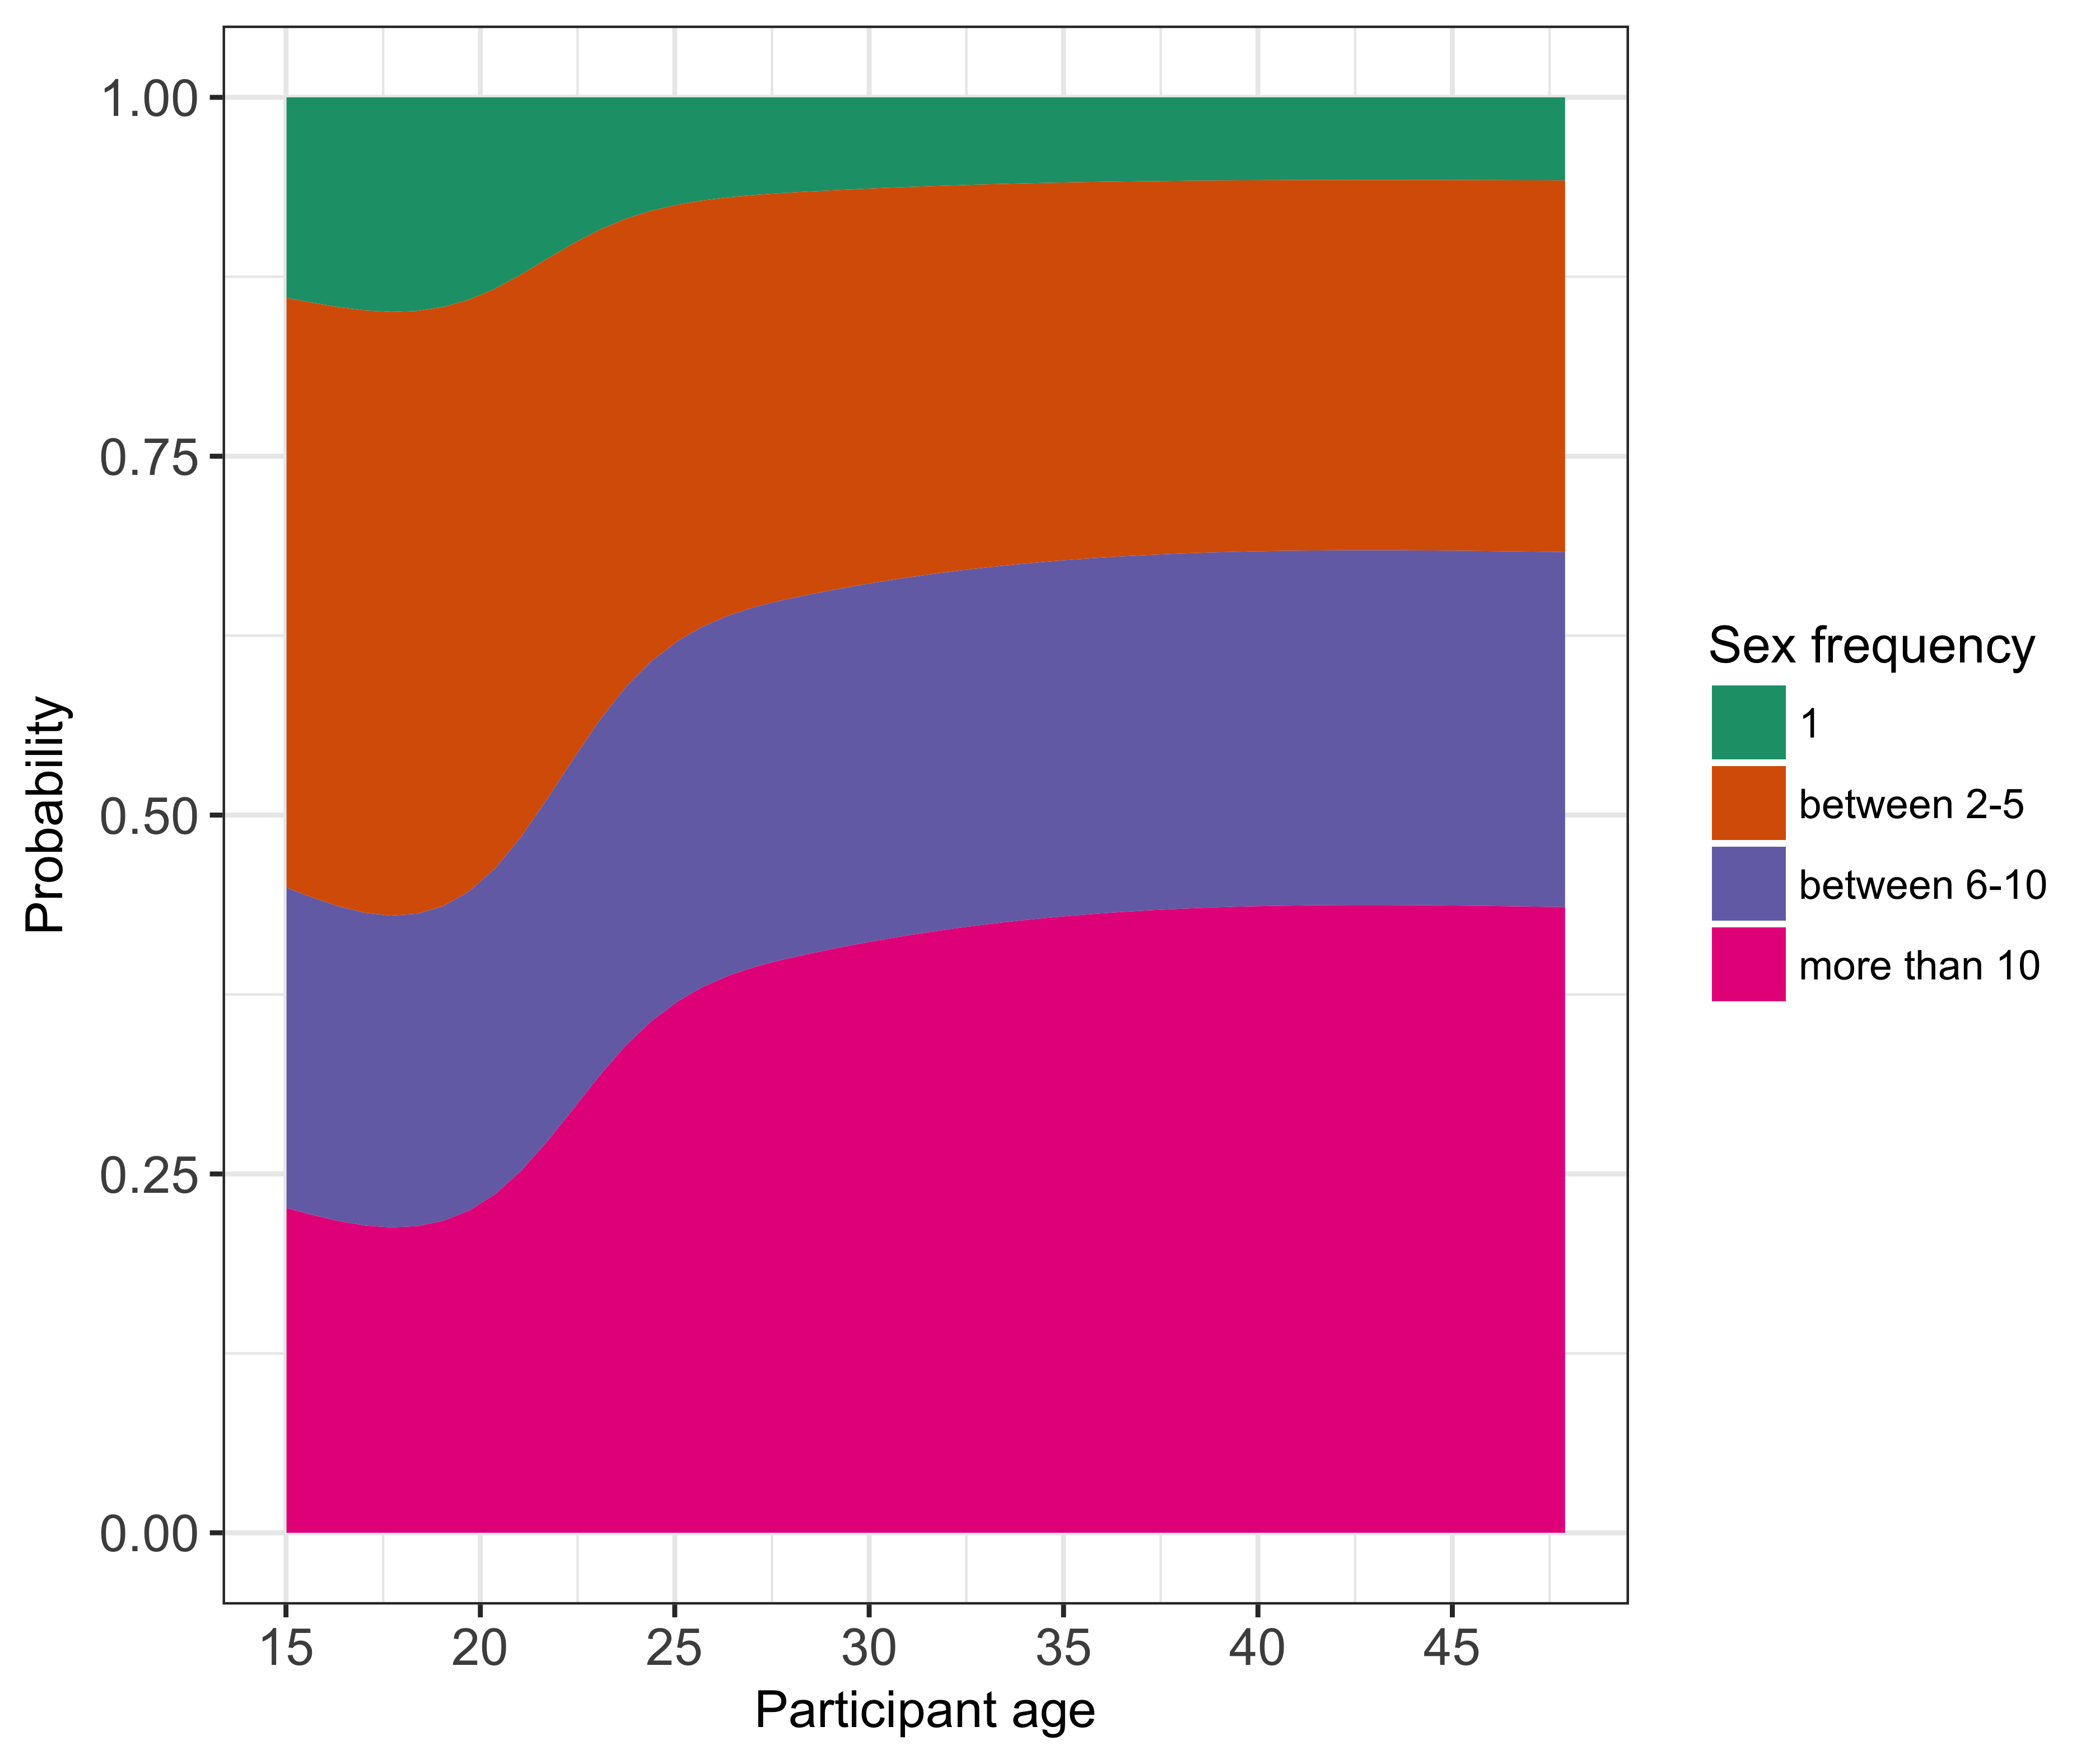 1.00
0.75
0.50
0.25
0.00
Probability
15 20 25 30 35 40 45
Participant age
Sex frequency
1
between 2-5
between 6-10
more than 10